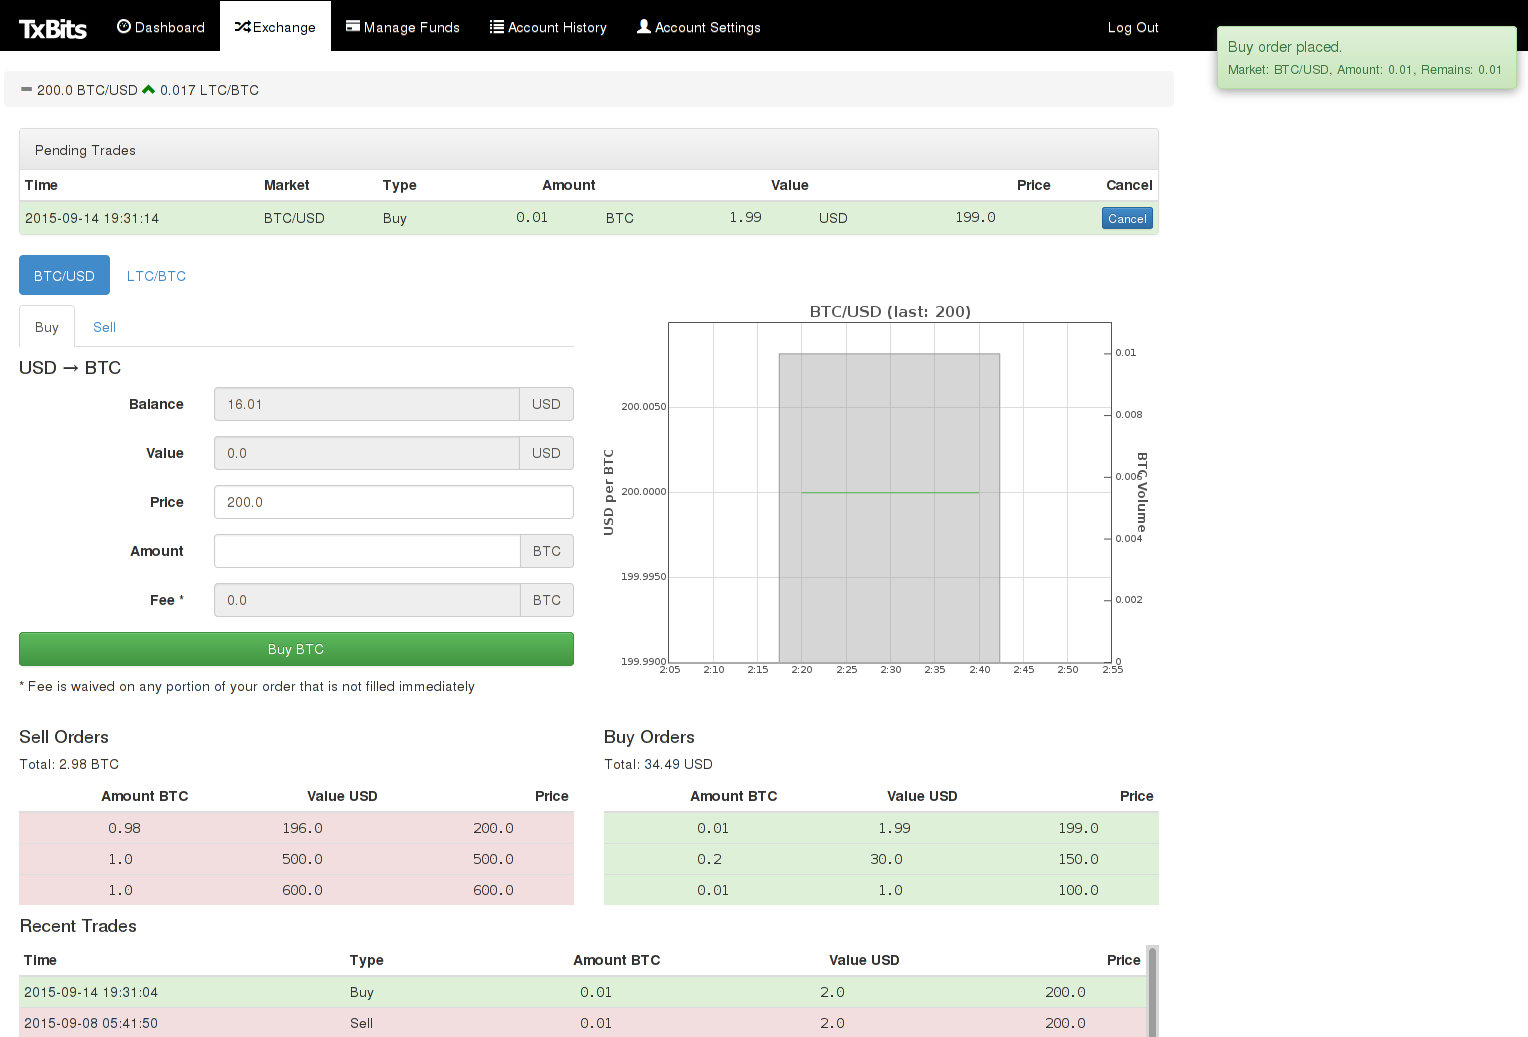 TxBits Dashboard Exchange Manage Funds Account History Account Settings Log Out
Buy order placed.
Market: BTC/USD, Amount: 0.01, Remains: 0.01
200.0 BTC/USD 0.017 LTC/BTC
Pending Trades
Time Market Type Amount Value Price Cancel
2015-09-14 19:31:14 BTC/USD Buy 0.01 BTC 1.99 USD 199.0 Cancel
BTC/USD LTC/BTC
Buy Sell
USD → BTC
Balance 16.01 USD
Value 0.0 USD
Price 200.0
Amount BTC
Fee * 0.0 BTC
Buy BTC
* Fee is waived on any portion of your order that is not filled immediately
BTC/USD (last: 200)
USD per BTC
200.0050
200.0000
199.9950
199.9900
0.01
0.008
0.006
0.004
0.002
0
BTC Volume
2:05 2:10 2:15 2:20 2:25 2:30 2:35 2:40 2:45 2:50 2:55
Sell Orders
Total: 2.98 BTC
Amount BTC Value USD Price
0.98 196.0 200.0
1.0 500.0 500.0
1.0 600.0 600.0
Buy Orders
Total: 34.49 USD
Amount BTC Value USD Price
0.01 1.99 199.0
0.2 30.0 150.0
0.01 1.0 100.0
Recent Trades
Time Type Amount BTC Value USD Price
2015-09-14 19:31:04 Buy 0.01 2.0 200.0
2015-09-08 05:41:50 Sell 0.01 2.0 200.0